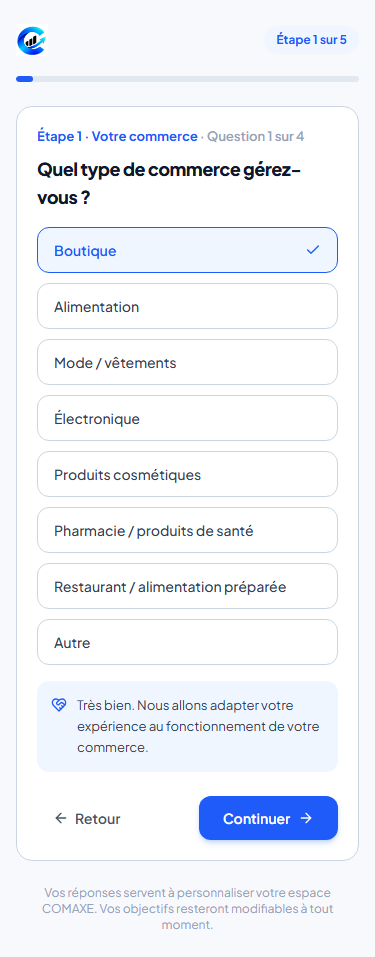 Étape 1 sur 5
Étape 1 · Votre commerce · Question 1 sur 4
Quel type de commerce gérez-
vous ?
Boutique
Alimentation
Mode / vêtements
Électronique
Produits cosmétiques
Pharmacie / produits de santé
Restaurant / alimentation préparée
Autre
Très bien. Nous allons adapter votre
expérience au fonctionnement de votre
commerce.
Retour
Continuer
Vos réponses servent à personnaliser votre espace
COMAXE. Vos objectifs resteront modifiables à tout
moment.